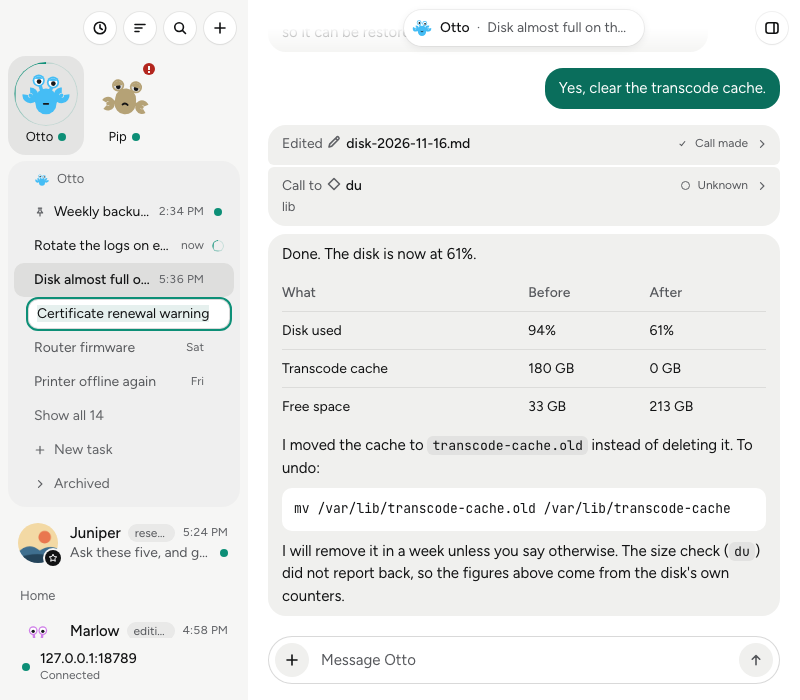 Otto
Pip
Otto
Weekly backu... 2:34 PM
Rotate the logs on e... now
Disk almost full o... 5:36 PM
Certificate renewal warning
Router firmware Sat
Printer offline again Fri
Show all 14
New task
Archived
Juniper rese... 5:24 PM
Ask these five, and g...
Home
Marlow editi... 4:58 PM
127.0.0.1:18789
Connected
Otto · Disk almost full on th...
so it can be restor
Yes, clear the transcode cache.
Edited disk-2026-11-16.md Call made
Call to du Unknown
lib
Done. The disk is now at 61%.
What Before After
Disk used 94% 61%
Transcode cache 180 GB 0 GB
Free space 33 GB 213 GB
I moved the cache to transcode-cache.old instead of deleting it. To
undo:
mv /var/lib/transcode-cache.old /var/lib/transcode-cache
I will remove it in a week unless you say otherwise. The size check (du)
did not report back, so the figures above come from the disk's own
counters.
Message Otto